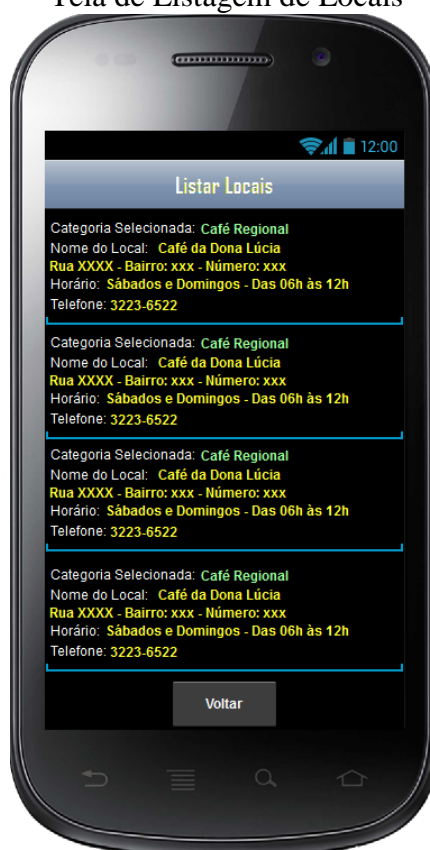 Tela de Listagem de Locais
12:00
Listar Locais
Categoria Selecionada: Café Regional
Nome do Local: Café da Dona Lúcia
Rua XXXX - Bairro: xxx - Número: xxx
Horário: Sábados e Domingos - Das 06h às 12h
Telefone: 3223-6522
Categoria Selecionada: Café Regional
Nome do Local: Café da Dona Lúcia
Rua XXXX - Bairro: xxx - Número: xxx
Horário: Sábados e Domingos - Das 06h às 12h
Telefone: 3223-6522
Categoria Selecionada: Café Regional
Nome do Local: Café da Dona Lúcia
Rua XXXX - Bairro: xxx - Número: xxx
Horário: Sábados e Domingos - Das 06h às 12h
Telefone: 3223-6522
Categoria Selecionada: Café Regional
Nome do Local: Café da Dona Lúcia
Rua XXXX - Bairro: xxx - Número: xxx
Horário: Sábados e Domingos - Das 06h às 12h
Telefone: 3223-6522
Voltar